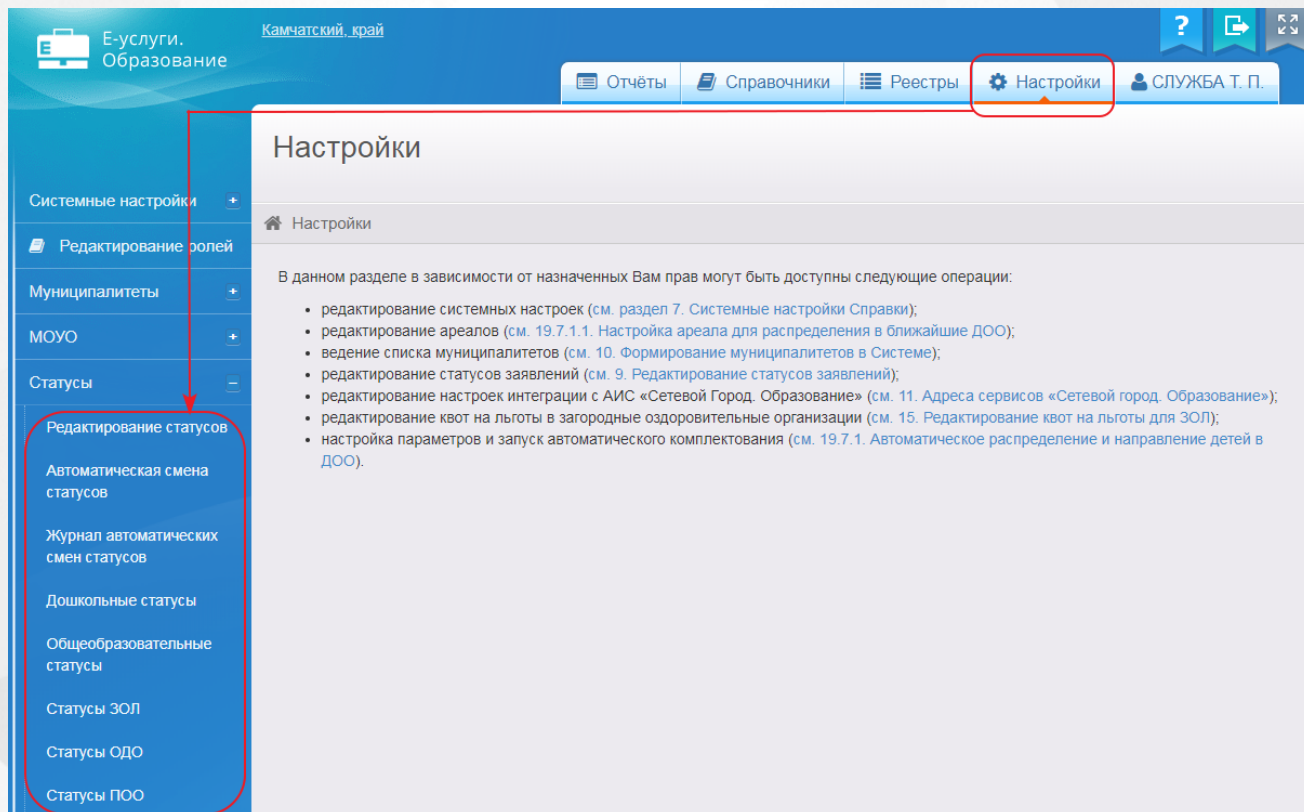 Е-услуги.
Образование
Е
Камчатский, край
?
Отчёты
Справочники
Реестры
Настройки
СЛУЖБА Т. П.
Настройки
Системные настройки
Редактирование ролей
Муниципалитеты
МОУО
Статусы
Редактирование статусов
Автоматическая смена
статусов
Журнал автоматических
смен статусов
Дошкольные статусы
Общеобразовательные
статусы
Статусы ЗОЛ
Статусы ОДО
Статусы ПОО
Настройки
В данном разделе в зависимости от назначенных Вам прав могут быть доступны следующие операции:
• редактирование системных настроек (см. раздел 7. Системные настройки Справки);
• редактирование ареалов (см. 19.7.1.1. Настройка ареала для распределения в ближайшие ДОО);
• ведение списка муниципалитетов (см. 10. Формирование муниципалитетов в Системе);
• редактирование статусов заявлений (см. 9. Редактирование статусов заявлений);
• редактирование настроек интеграции с АИС «Сетевой Город. Образование» (см. 11. Адреса сервисов «Сетевой город. Образование»);
• редактирование квот на льготы в загородные оздоровительные организации (см. 15. Редактирование квот на льготы для ЗОЛ);
• настройка параметров и запуск автоматического комплектования (см. 19.7.1. Автоматическое распределение и направление детей в
ДОО).